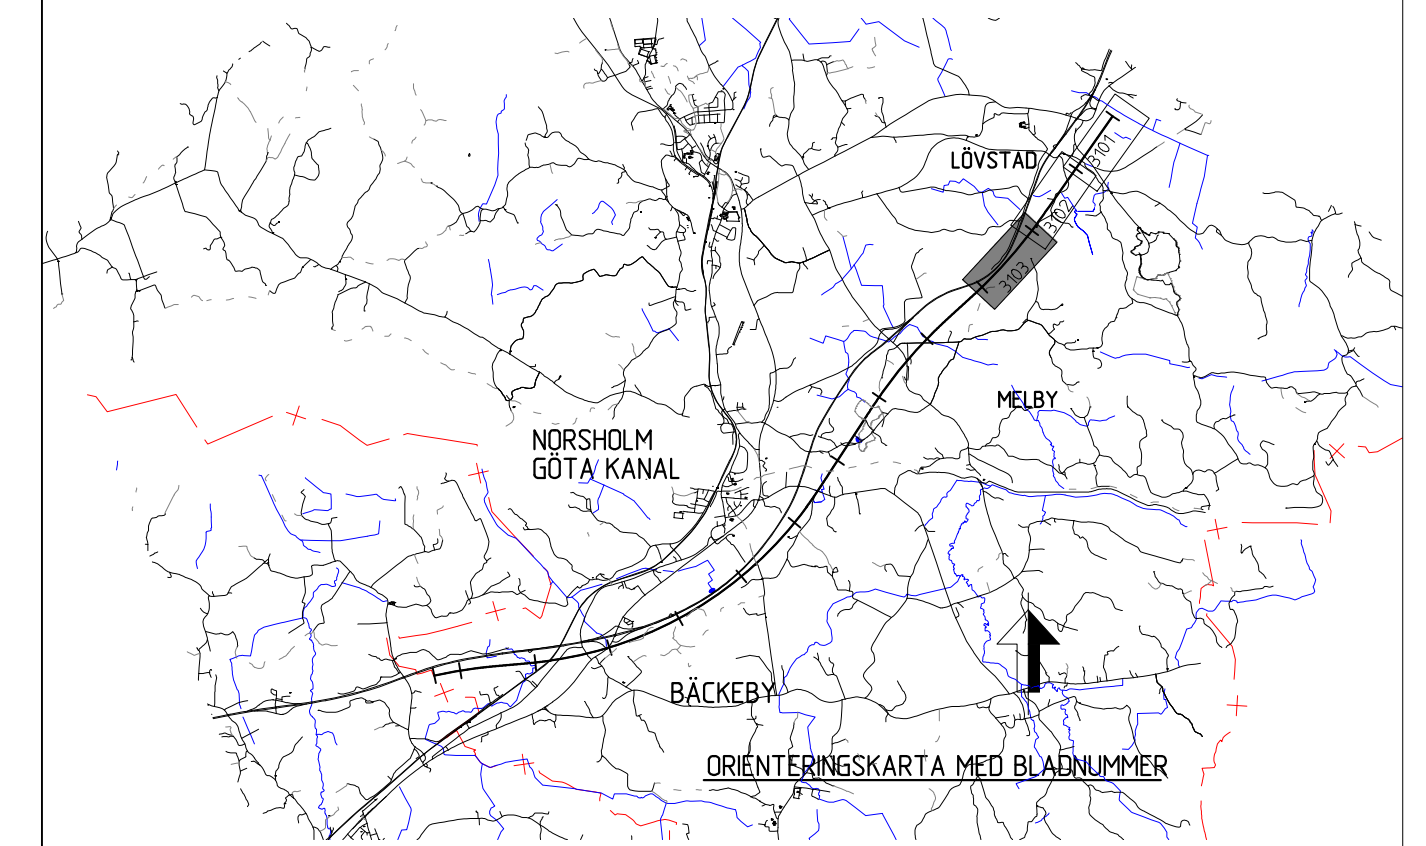 LÖVSTAD
3101
3102
3103
MELBY
NORSHOLM
GÖTA KANAL
BÄCKEBY
ORIENTERINGSKARTA MED BLADNUMMER